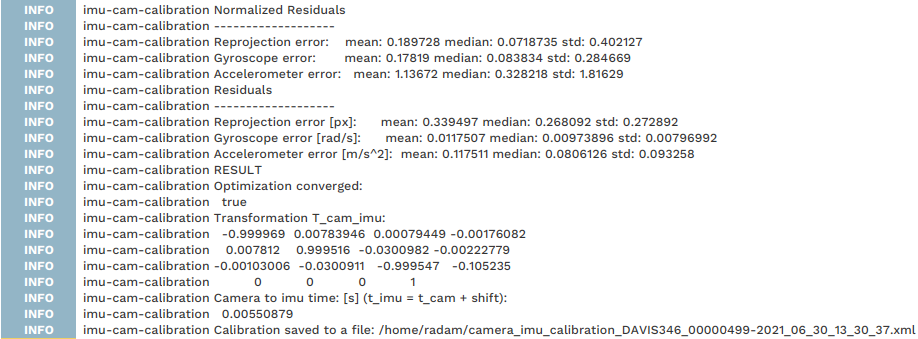 INFO imu-cam-calibration Normalized Residuals
INFO imu-cam-calibration -------------------
INFO imu-cam-calibration Reprojection error: mean: 0.189728 median: 0.0718735 std: 0.402127
INFO imu-cam-calibration Gyroscope error: mean: 0.17819 median: 0.083834 std: 0.284669
INFO imu-cam-calibration Accelerometer error: mean: 1.13672 median: 0.328218 std: 1.81629
INFO imu-cam-calibration Residuals
INFO imu-cam-calibration -------------------
INFO imu-cam-calibration Reprojection error [px]: mean: 0.339497 median: 0.268092 std: 0.272892
INFO imu-cam-calibration Gyroscope error [rad/s]: mean: 0.0117507 median: 0.00973896 std: 0.00796992
INFO imu-cam-calibration Accelerometer error [m/s^2]: mean: 0.117511 median: 0.0806126 std: 0.093258
INFO imu-cam-calibration RESULT
INFO imu-cam-calibration Optimization converged:
INFO imu-cam-calibration true
INFO imu-cam-calibration Transformation T_cam_imu:
INFO imu-cam-calibration -0.999969 0.00783946 0.00079449 -0.00176082
INFO imu-cam-calibration 0.007812 0.999516 -0.0300982 -0.00222779
INFO imu-cam-calibration -0.00103006 -0.0300911 -0.999547 -0.105235
INFO imu-cam-calibration 0 0 0 1
INFO imu-cam-calibration Camera to imu time: [s] (t_imu = t_cam + shift):
INFO imu-cam-calibration 0.00550879
INFO imu-cam-calibration Calibration saved to a file: /home/radam/camera_imu_calibration_DAVIS346_00000499-2021_06_30_13_30_37.xml